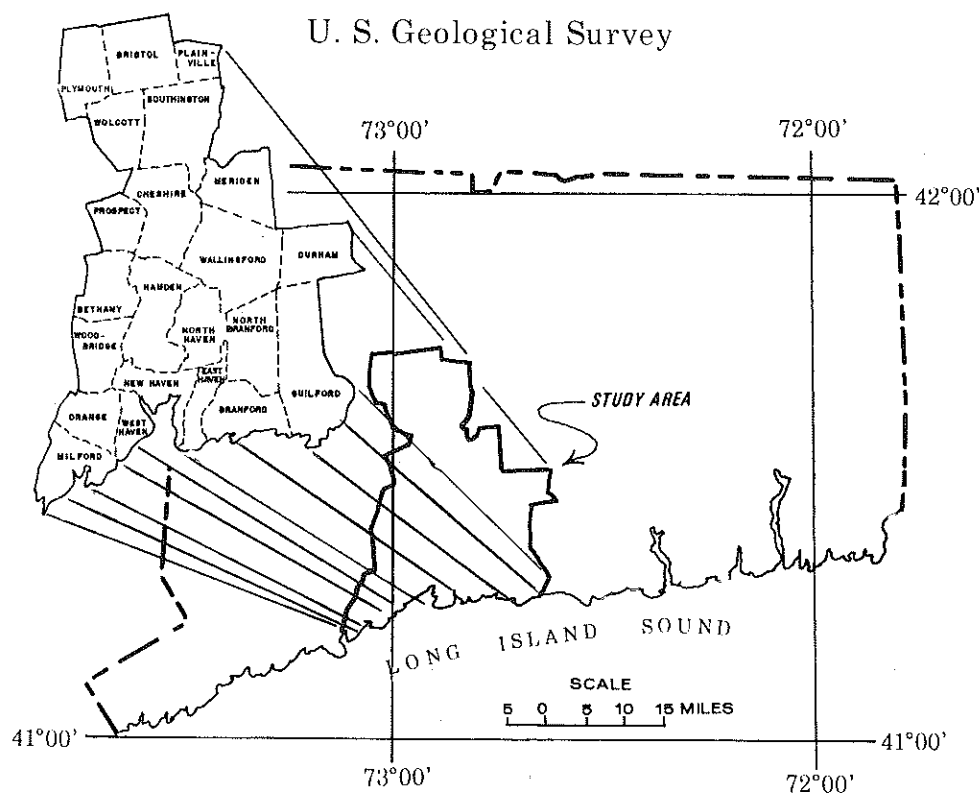 U. S. Geological Survey
BRISTOL
PLAIN-
VILLE
PLYMOUTH
SOUTHINGTON
WOLCOTT
73°00'
72°00'
MERIDEN
42°00'
CHESHIRE
PROSPECT
WALLINGFORD
DURHAM
HAMDEN
BETHANY
WOOD-
BRIDGE
NORTH
HAVEN
NORTH
BRANFORD
EAST
HAVEN
NEW HAVEN
GUILFORD
ORANGE
WEST
HAVEN
BRANFORD
STUDY AREA
MILFORD
LONG ISLAND SOUND
SCALE
5 0 5 10 15 MILES
41°00'
41°00'
73°00'
72°00'